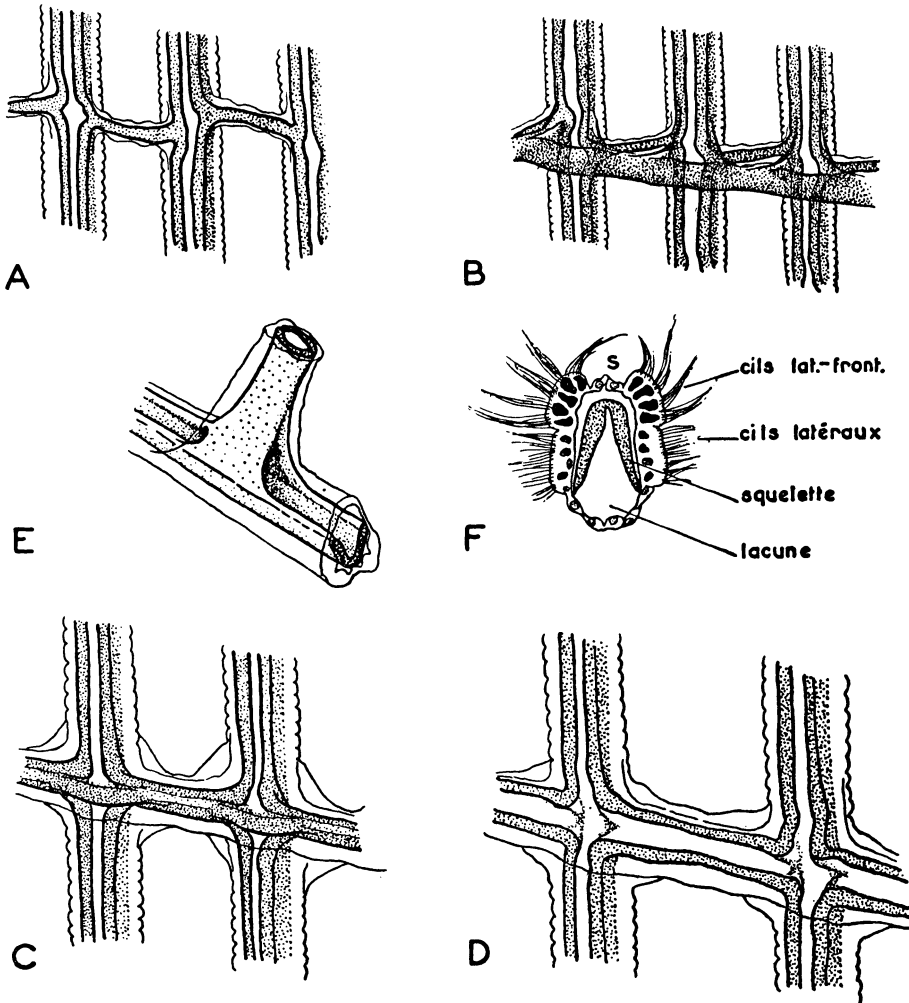 A
B
E
F
S
cils lat.-front.
cils latéraux
squelette
lacune
C
D